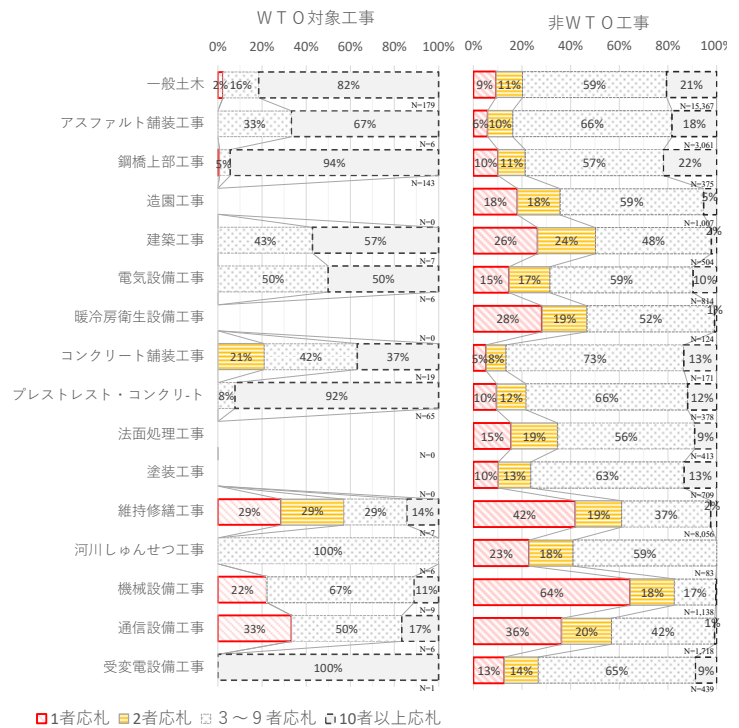 WTO対象工事
非WTO工事
0% 20% 40% 60% 80% 100%
0% 20% 40% 60% 80% 100%
一般土木 2% 16% 82% N=179 9% 11% 59% 21% N=15,367
アスファルト舗装工事 33% 67% N=6 6% 10% 66% 18% N=3,061
鋼橋上部工事 5% 94% N=143 10% 11% 57% 22% N=375
造園工事 N=0 18% 18% 59% 5% N=1,007
建築工事 43% 57% N=7 26% 24% 48% 2% N=504
電気設備工事 50% 50% N=6 15% 17% 59% 10% N=814
暖冷房衛生設備工事 N=0 28% 19% 52% 1% N=124
コンクリート舗装工事 21% 42% 37% N=19 5% 8% 73% 13% N=171
プレストレスト・コンクリ-ト 8% 92% N=65 10% 12% 66% 12% N=378
法面処理工事 N=0 15% 19% 56% 9% N=413
塗装工事 N=0 10% 13% 63% 13% N=709
維持修繕工事 29% 29% 29% 14% N=7 42% 19% 37% 2% N=8,056
河川しゅんせつ工事 100% N=6 23% 18% 59% N=83
機械設備工事 22% 67% 11% N=9 64% 18% 17% N=1,138
通信設備工事 33% 50% 17% N=6 36% 20% 42% 1% N=1,718
受変電設備工事 100% N=1 13% 14% 65% 9% N=439
1者応札 2者応札 3～9者応札 10者以上応札